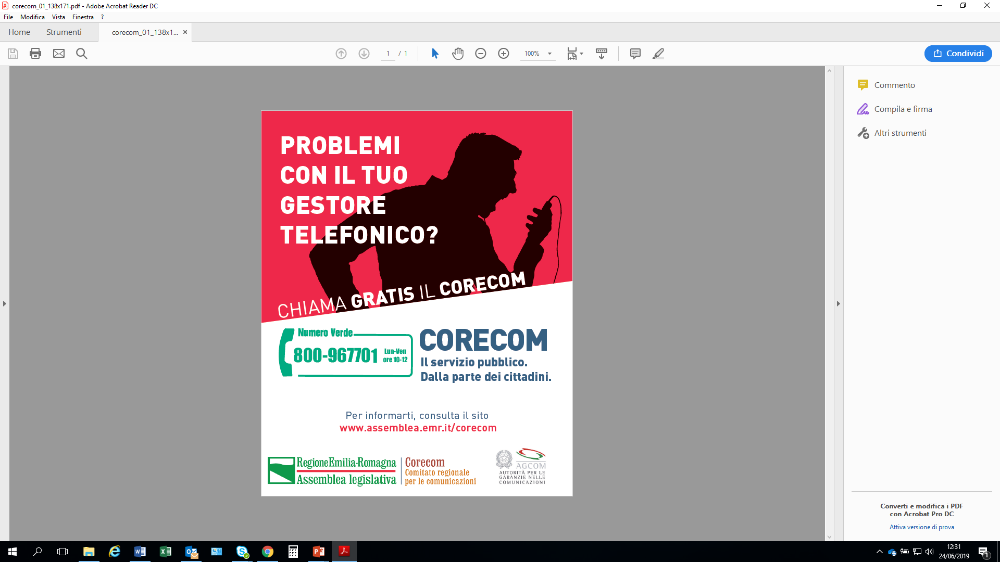 corecom_01_138x171.pdf - Adobe Acrobat Reader DC
File Modifica Vista Finestra ?
Home Strumenti corecom_01_138x1... ×
1 / 1 100% Condividi
Commento
Compila e firma
Altri strumenti
PROBLEMI
CON IL TUO
GESTORE
TELEFONICO?
CHIAMA GRATIS IL CORECOM
Numero Verde
800-967701
Lun-Ven
ore 10-12
CORECOM
Il servizio pubblico.
Dalla parte dei cittadini.
Per informarti, consulta il sito
www.assemblea.emr.it/corecom
RegioneEmilia-Romagna
Assemblea legislativa
Corecom
Comitato regionale
per le comunicazioni
AGCOM
AUTORITÀ PER LE
GARANZIE NELLE
COMUNICAZIONI
Converti e modifica i PDF
con Acrobat Pro DC
Attiva versione di prova
12:31
24/06/2019
1